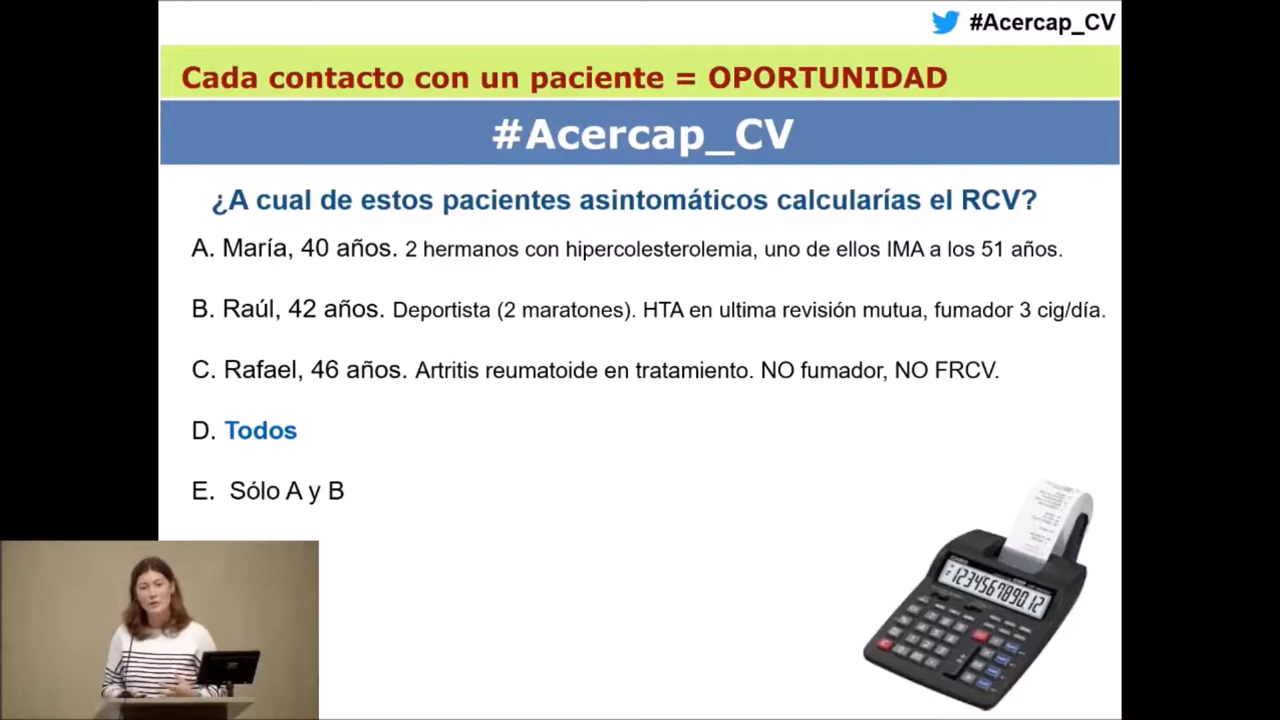 #Acercap_CV
Cada contacto con un paciente = OPORTUNIDAD
#Acercap_CV
¿A cual de estos pacientes asintomáticos calcularías el RCV?
A. María, 40 años. 2 hermanos con hipercolesterolemia, uno de ellos IMA a los 51 años.
B. Raúl, 42 años. Deportista (2 maratones). HTA en ultima revisión mutua, fumador 3 cig/día.
C. Rafael, 46 años. Artritis reumatoide en tratamiento. NO fumador, NO FRCV.
D. Todos
E. Sólo A y B
123456789012